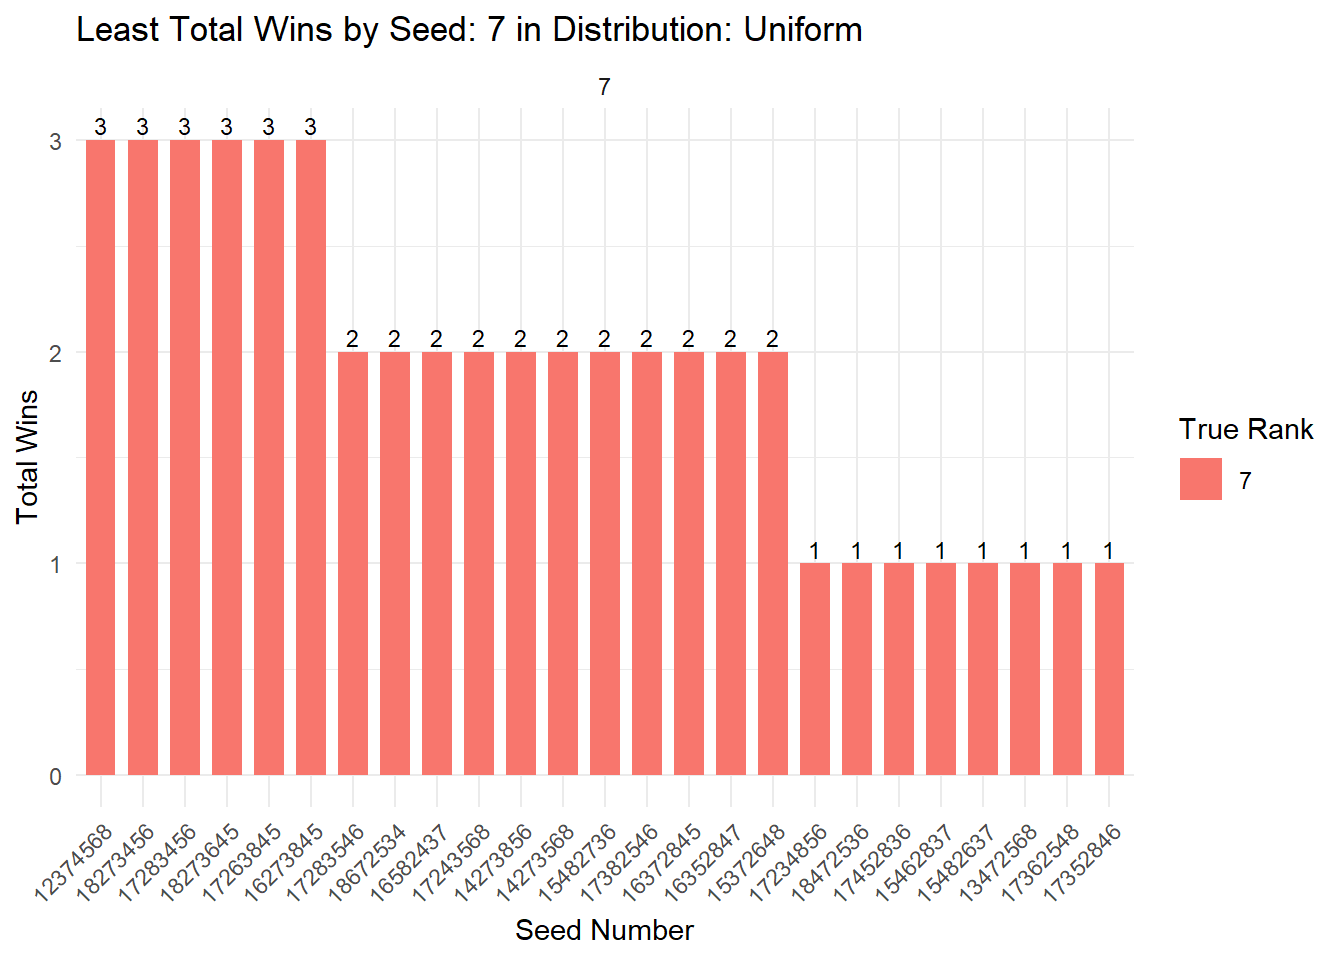 Least Total Wins by Seed: 7 in Distribution: Uniform
7
3 3 3 3 3 3
3
2 2 2 2 2 2 2 2 2 2 2
2
1 1 1 1 1 1 1 1
1
0
Total Wins
12374568 18273456 17283456 18273645 17263845 16273845 17283546 18672534 16582437 17243568 14273856 14273568 15482736 17382546 16372845 16352847 15372648 17234856 18472536 17452836 15462837 15482637 13472568 17362548 17352846
Seed Number
True Rank
7